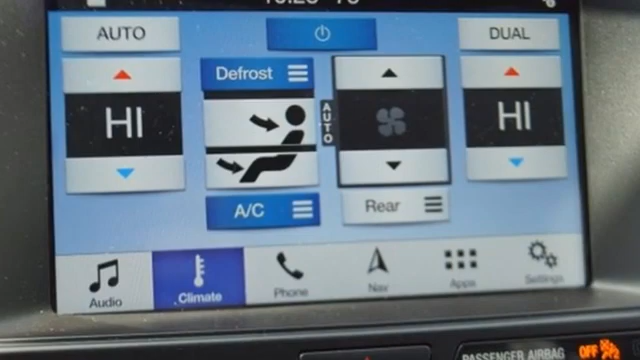 AUTO
DUAL
Defrost
HI
AUTO
HI
A/C
Rear
Audio
Climate
Phone
Nav
Apps
Settings
PASSENGER AIRBAG OFF